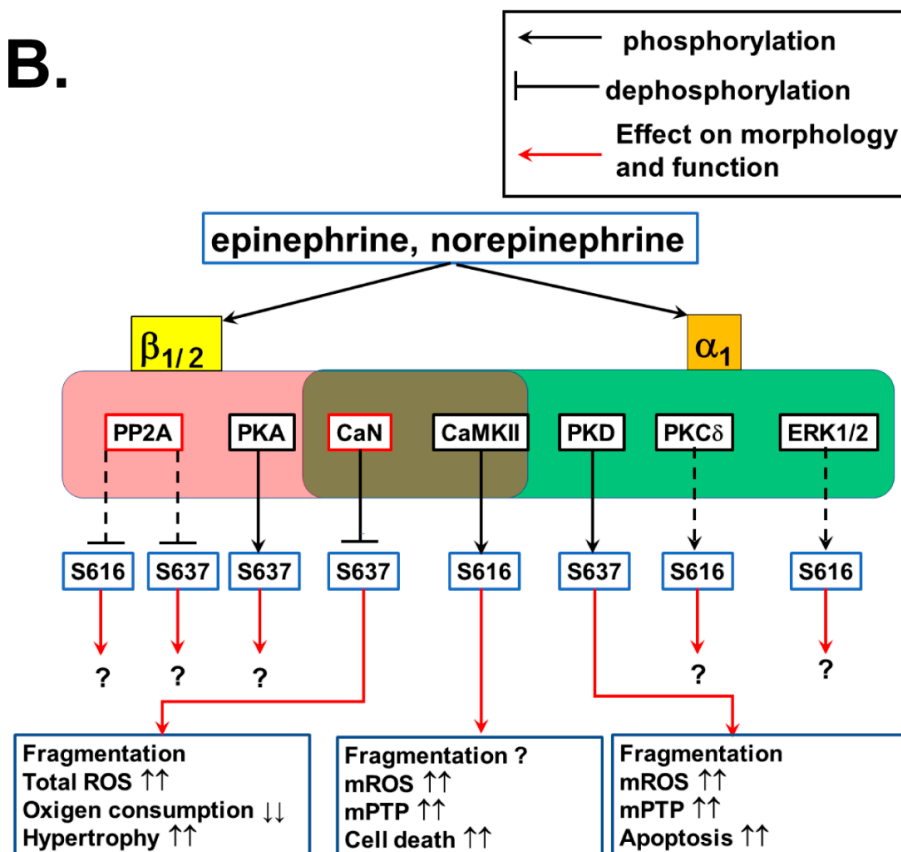 B.
phosphorylation
dephosphorylation
Effect on morphology
and function
epinephrine, norepinephrine
β1/2
α1
PP2A
PKA
CaN
CaMKII
PKD
PKCδ
ERK1/2
S616
S637
S637
S637
S616
S637
S616
S616
?
?
?
?
?
Fragmentation
Total ROS ↑↑
Oxigen consumption ↓↓
Hypertrophy ↑↑
Fragmentation ?
mROS ↑↑
mPTP ↑↑
Cell death ↑↑
Fragmentation
mROS ↑↑
mPTP ↑↑
Apoptosis ↑↑